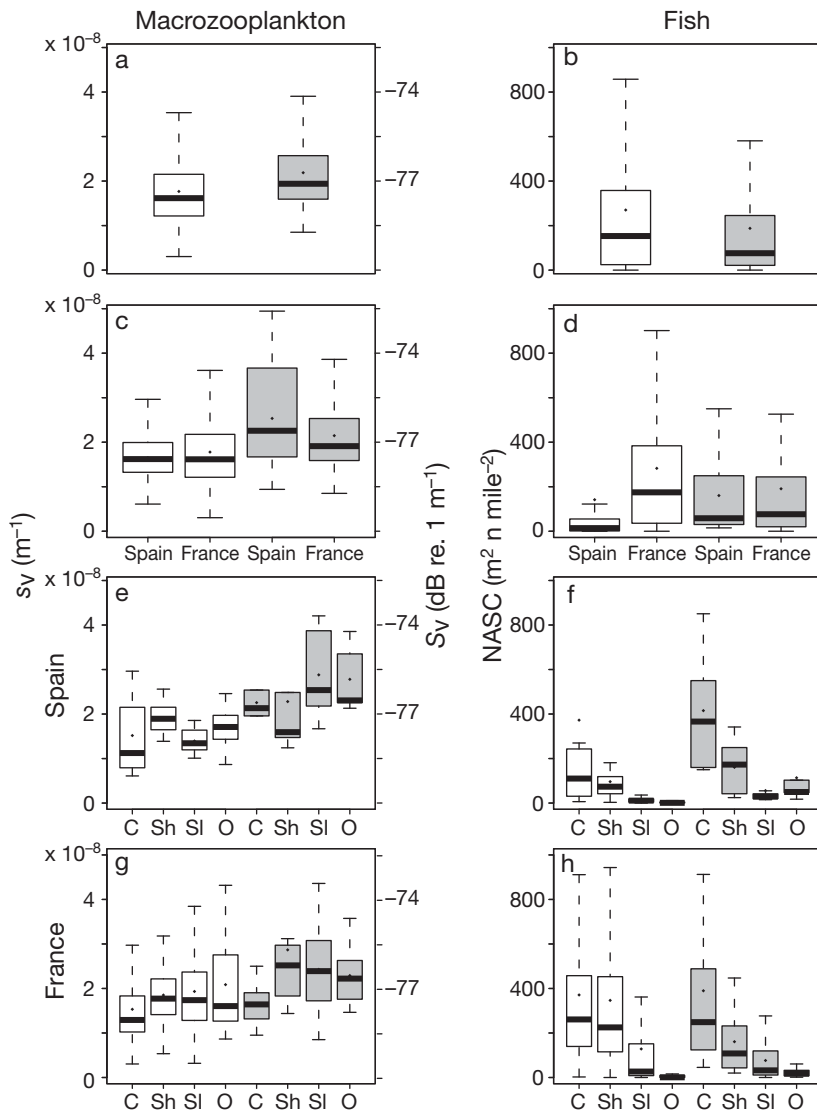 Macrozooplankton Fish
x 10⁻⁸
a b
4 −74 800
2 −77 400
0 0
x 10⁻⁸
c d
4 −74 800
2 −77 400
0 0
Spain France Spain France Spain France Spain France
s_v (m⁻¹)
S_v (dB re. 1 m⁻¹)
NASC (m² n mile⁻²)
x 10⁻⁸
e f
Spain
4 −74 800
2 −77 400
0 0
C Sh Sl O C Sh Sl O C Sh Sl O C Sh Sl O
x 10⁻⁸
g h
France
4 −74 800
2 −77 400
0 0
C Sh Sl O C Sh Sl O C Sh Sl O C Sh Sl O